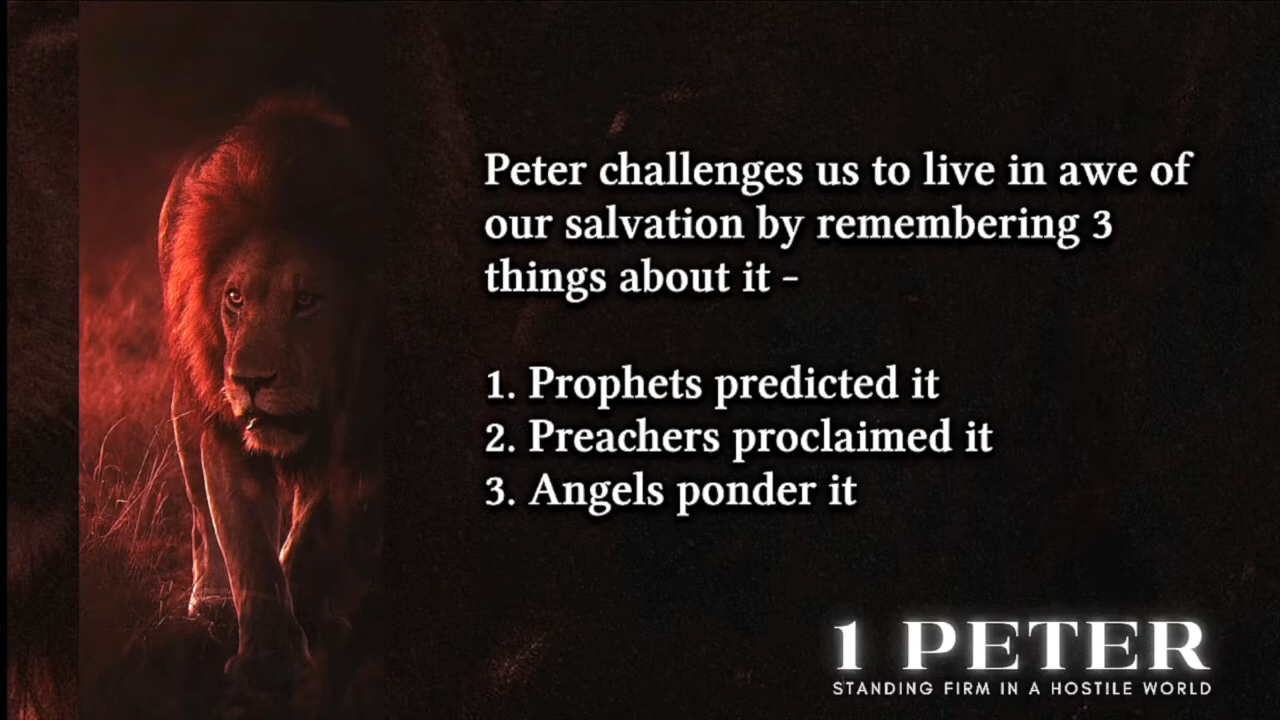 Peter challenges us to live in awe of
our salvation by remembering 3
things about it -
1. Prophets predicted it
2. Preachers proclaimed it
3. Angels ponder it
1 PETER
STANDING FIRM IN A HOSTILE WORLD